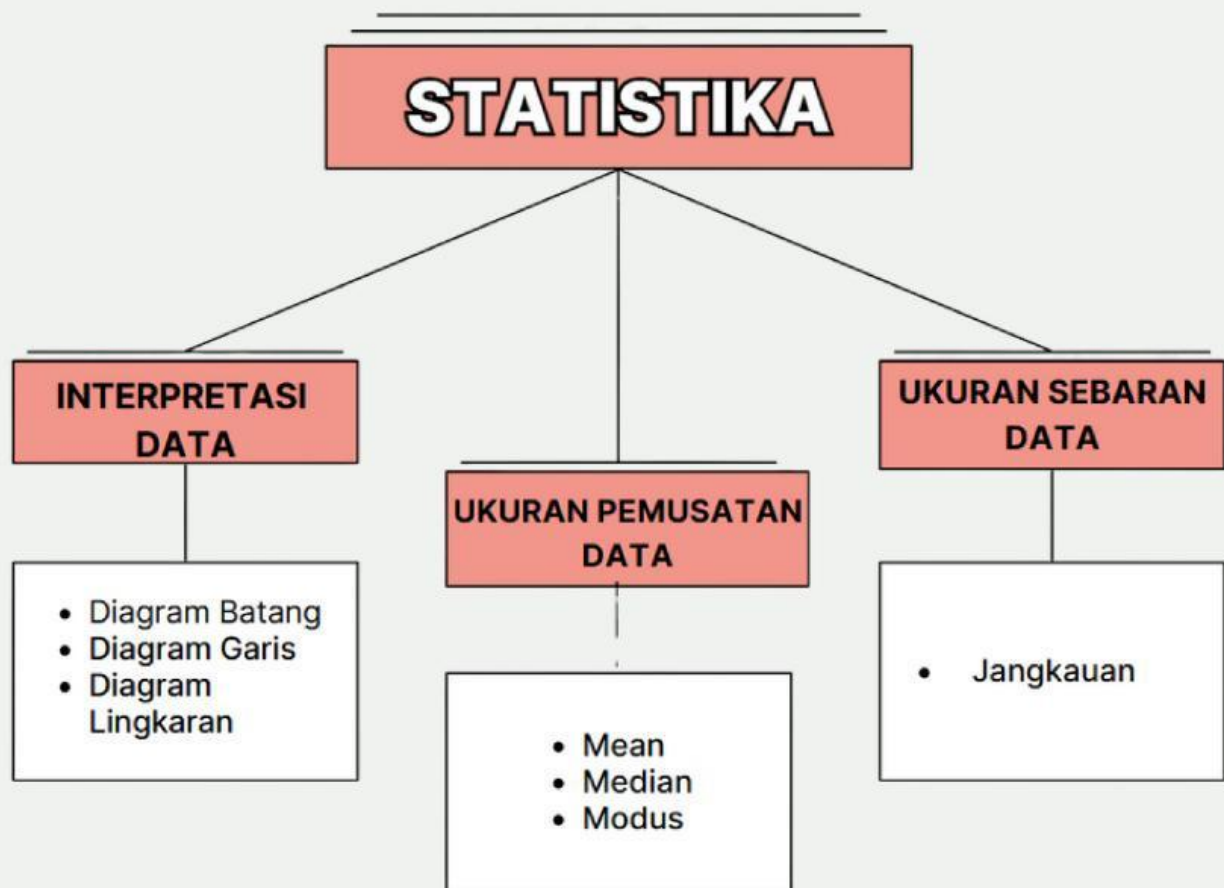 STATISTIKA
INTERPRETASI
DATA
• Diagram Batang
• Diagram Garis
• Diagram
Lingkaran
UKURAN PEMUSATAN
DATA
• Mean
• Median
• Modus
UKURAN SEBARAN
DATA
• Jangkauan